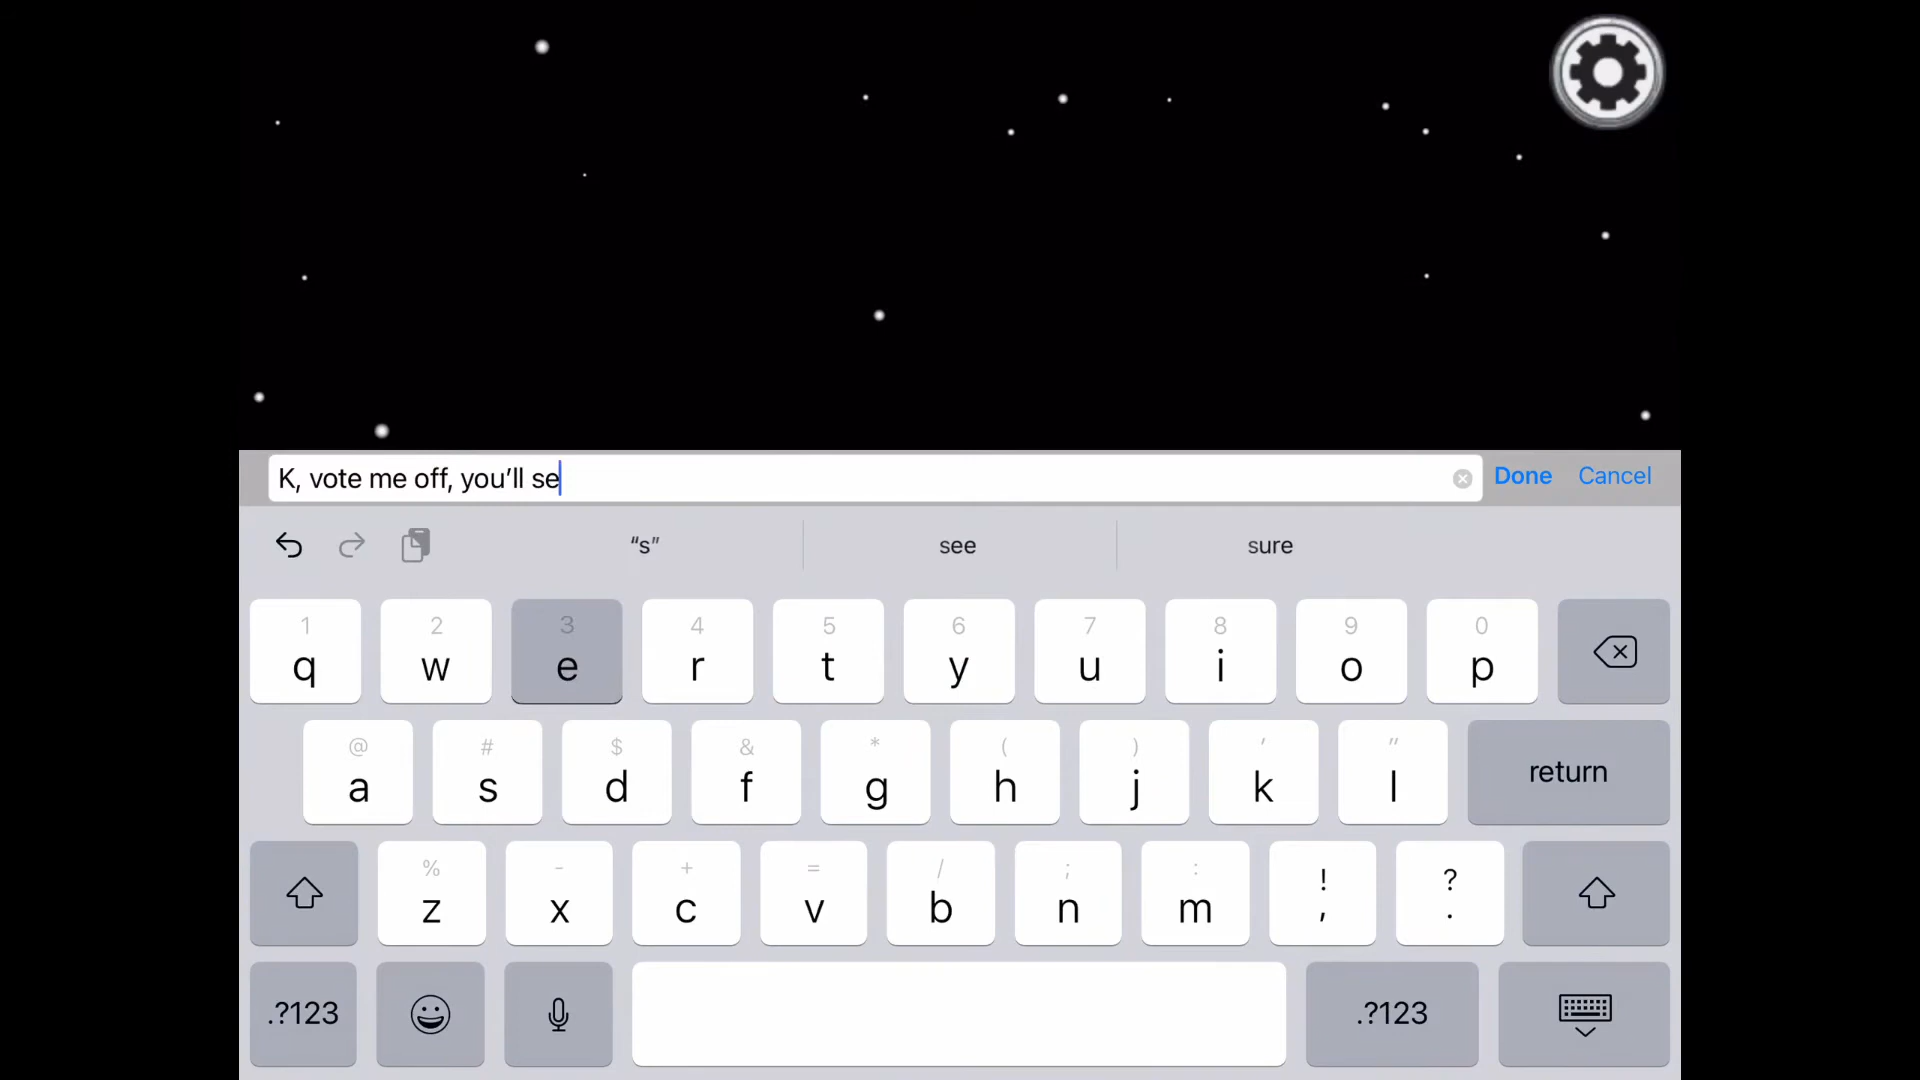 K, vote me off, you’ll se
Done
Cancel
“s”
see
sure
1 2 3 4 5 6 7 8 9 0
q w e r t y u i o p
@ # $ & * ( ) ' "
a s d f g h j k l
return
% - + = / ; : ! ?
z x c v b n m , .
.?123
.?123